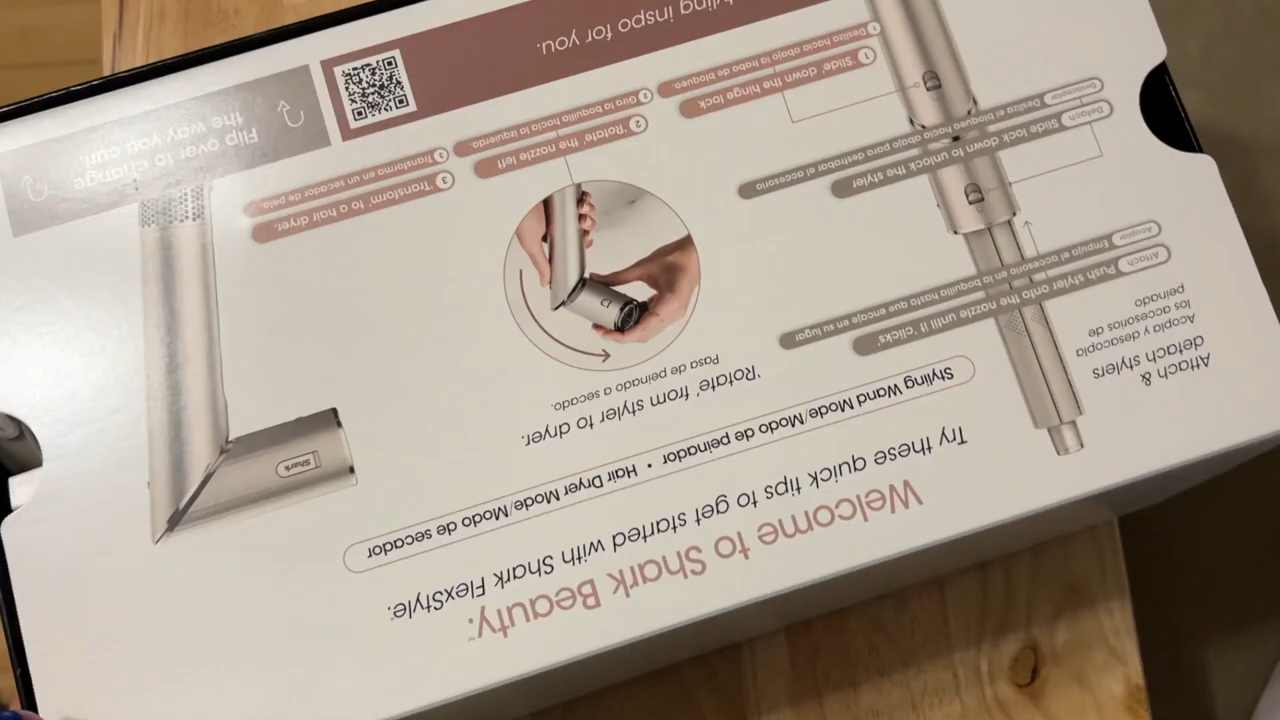 Welcome to Shark Beauty.™
Try these quick tips to get started with Shark FlexStyle.
Styling Wand Mode/Modo de peinador • Hair Dryer Mode/Modo de secador
Attach &
detach stylers
Acopla y desacopla
los accesorios de
peinado
Attach Push styler onto the nozzle until it 'clicks'
Acoplar Empuja el accesorio en la boquilla hasta que encaje en su lugar
Detach Slide lock down to unlock the styler
Desacoplar Desliza el bloqueo hacia abajo para destrabar el accesorio
'Rotate' from styler to dryer.
Pasa de peinado a secado.
1 'Slide' down the hinge lock
1 Desliza hacia abajo la traba de bloqueo.
2 'Rotate' the nozzle left
2 Gira la boquilla hacia la izquierda.
3 'Transform' to a hair dryer.
3 Transforma en un secador de pelo.
Shark
inspo for you.
Flip over to change
the way you curl.